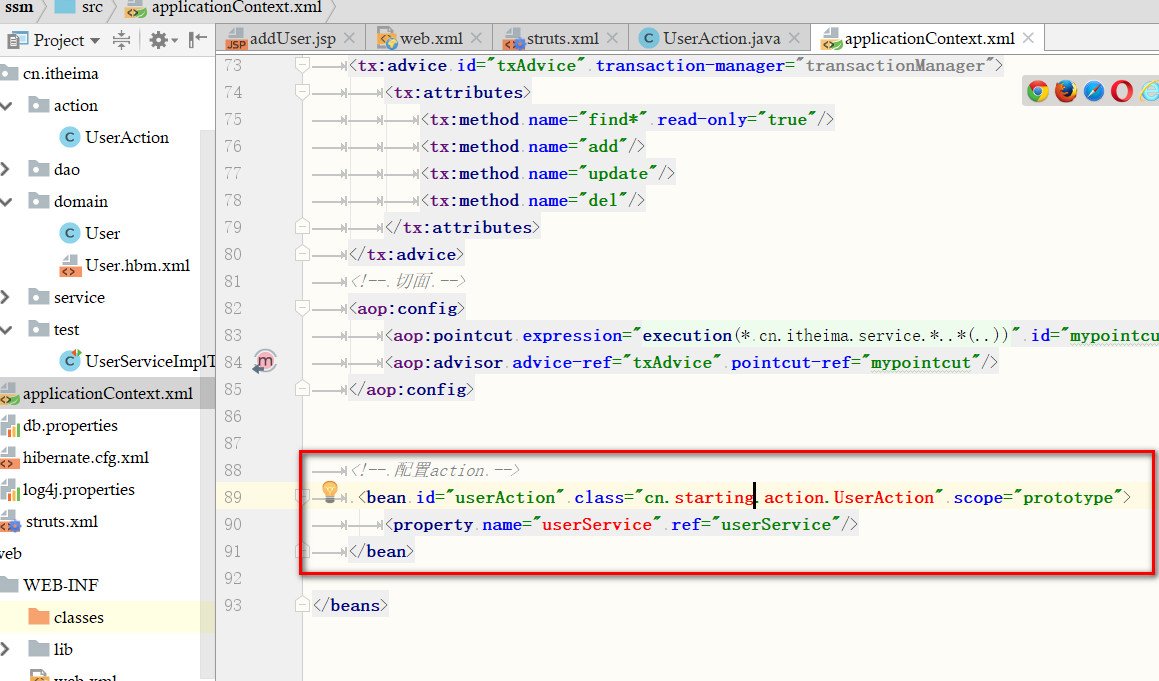 ssm src applicationContext.xml
Project addUser.jsp web.xml struts.xml UserAction.java applicationContext.xml
cn.itheima
action
UserAction
dao
domain
User
User.hbm.xml
service
test
UserServiceImplT
applicationContext.xml
db.properties
hibernate.cfg.xml
log4j.properties
struts.xml
veb
WEB-INF
classes
lib
web.xml
73 <tx:advice id="txAdvice" transaction-manager="transactionManager">
74 <tx:attributes>
75 <tx:method name="find*" read-only="true"/>
76 <tx:method name="add"/>
77 <tx:method name="update"/>
78 <tx:method name="del"/>
79 </tx:attributes>
80 </tx:advice>
81 <!-- 切面 -->
82 <aop:config>
83 <aop:pointcut expression="execution(* cn.itheima.service.*..*(..))" id="mypointcu
84 <aop:advisor advice-ref="txAdvice" pointcut-ref="mypointcut"/>
85 </aop:config>
86
87
88 <!-- 配置action -->
89 <bean id="userAction" class="cn.starting.action.UserAction" scope="prototype">
90 <property name="userService" ref="userService"/>
91 </bean>
92
93 </beans>